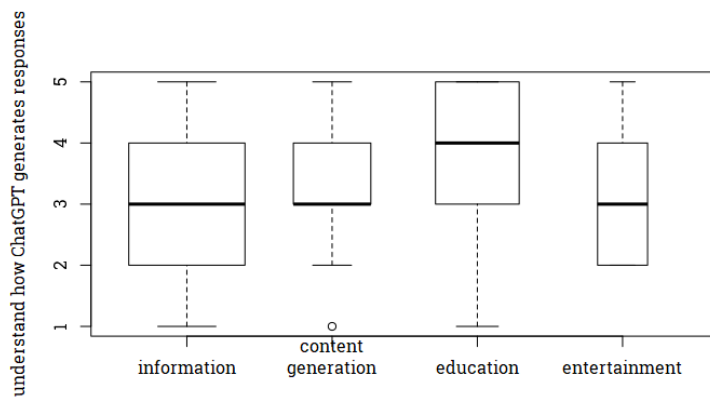 understand how ChatGPT generates responses
5
4
3
2
1
information
content
generation
education
entertainment